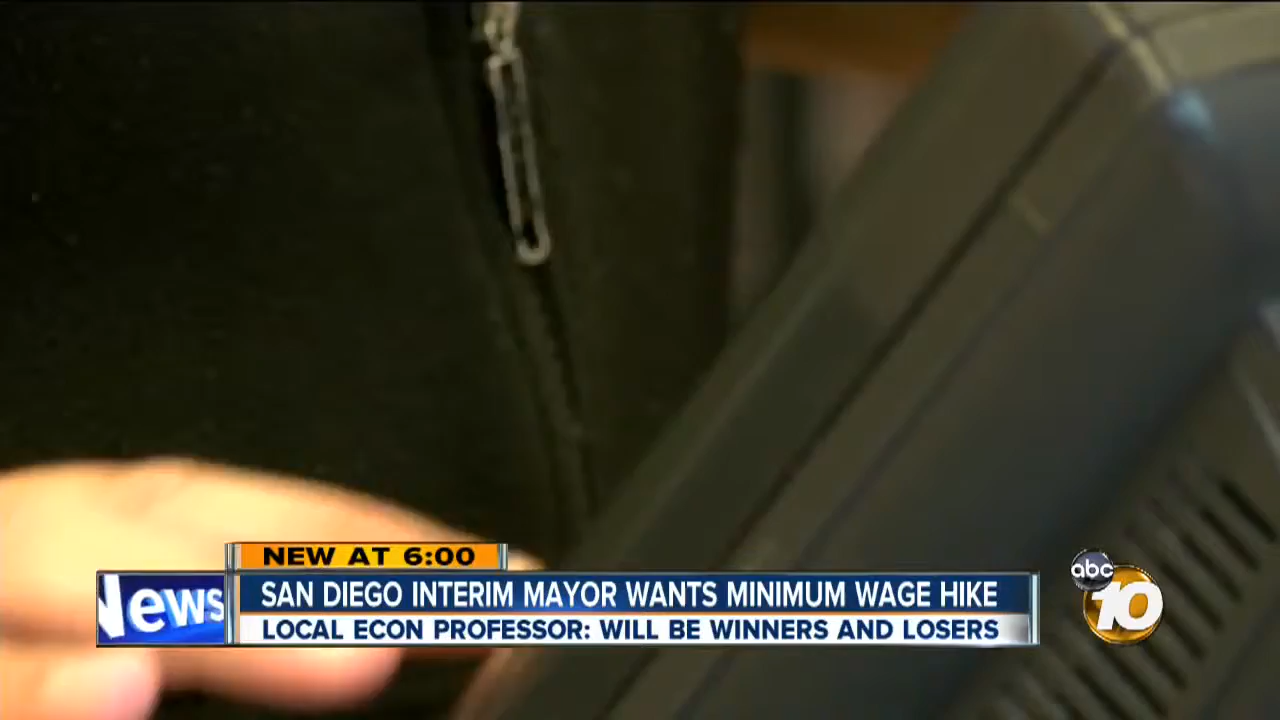 NEW AT 6:00
News
SAN DIEGO INTERIM MAYOR WANTS MINIMUM WAGE HIKE
LOCAL ECON PROFESSOR: WILL BE WINNERS AND LOSERS
abc
10